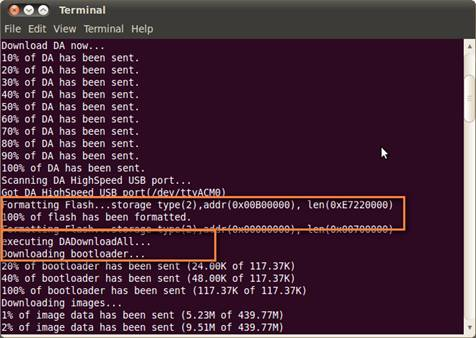 Terminal
File Edit View Terminal Help
Download DA now...
10% of DA has been sent.
20% of DA has been sent.
30% of DA has been sent.
40% of DA has been sent.
50% of DA has been sent.
60% of DA has been sent.
70% of DA has been sent.
80% of DA has been sent.
90% of DA has been sent.
100% of DA has been sent.
Scanning DA HighSpeed USB port...
Got DA HighSpeed USB port(/dev/ttyACM0)
Formatting Flash...storage type(2),addr(0x00B00000), len(0xE7220000)
100% of flash has been formatted.
Formatting Flash...storage type(2),addr(0x00000000), len(0x00700000)
executing DADownloadAll...
Downloading bootloader...
20% of bootloader has been sent (24.00K of 117.37K)
40% of bootloader has been sent (48.00K of 117.37K)
100% of bootloader has been sent (117.37K of 117.37K)
Downloading images...
1% of image data has been sent (5.23M of 439.77M)
2% of image data has been sent (9.51M of 439.77M)